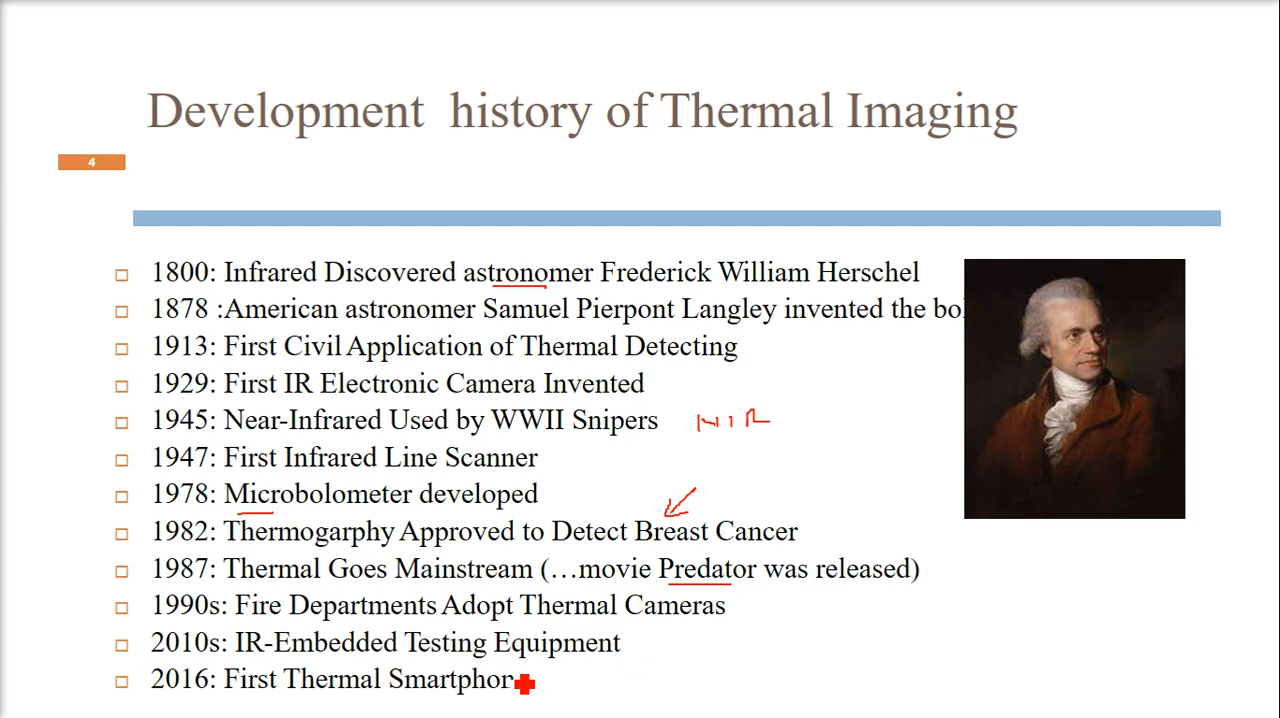 Development history of Thermal Imaging
4
1800: Infrared Discovered astronomer Frederick William Herschel
1878 :American astronomer Samuel Pierpont Langley invented the bol
1913: First Civil Application of Thermal Detecting
1929: First IR Electronic Camera Invented
1945: Near-Infrared Used by WWII Snipers NIR
1947: First Infrared Line Scanner
1978: Microbolometer developed
1982: Thermogarphy Approved to Detect Breast Cancer
1987: Thermal Goes Mainstream (…movie Predator was released)
1990s: Fire Departments Adopt Thermal Cameras
2010s: IR-Embedded Testing Equipment
2016: First Thermal Smartphon